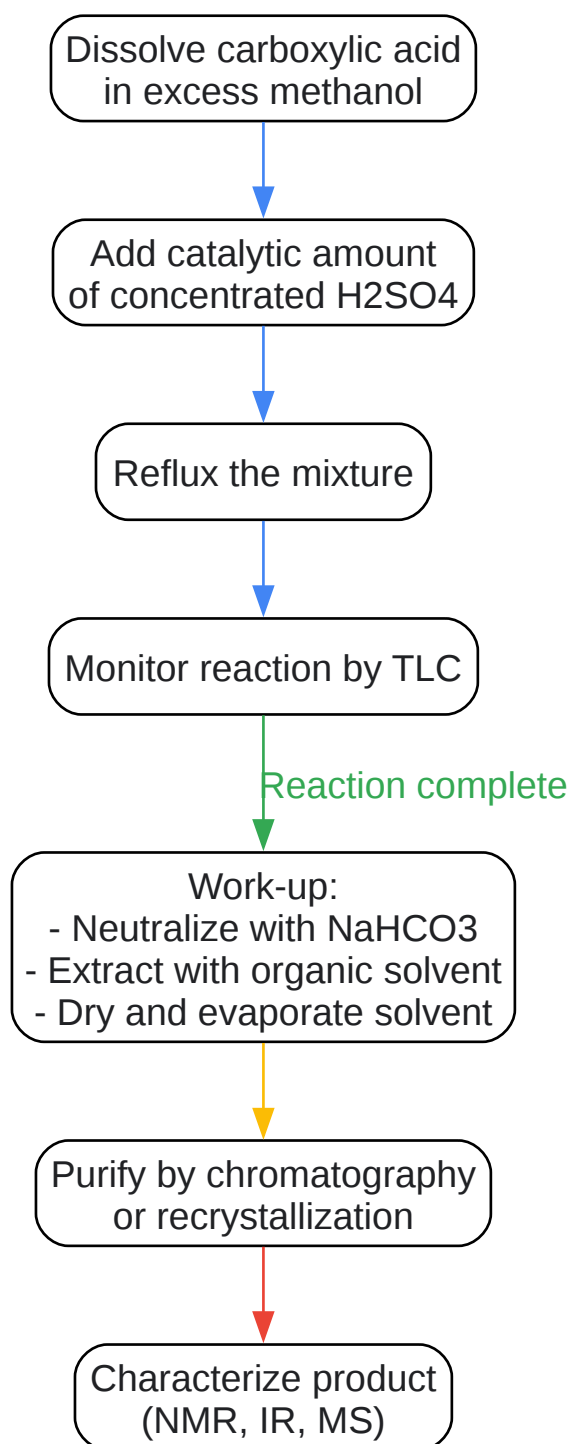 Dissolve carboxylic acid
in excess methanol
Add catalytic amount
of concentrated H2SO4
Reflux the mixture
Monitor reaction by TLC
Reaction complete
Work-up:
- Neutralize with NaHCO3
- Extract with organic solvent
- Dry and evaporate solvent
Purify by chromatography
or recrystallization
Characterize product
(NMR, IR, MS)